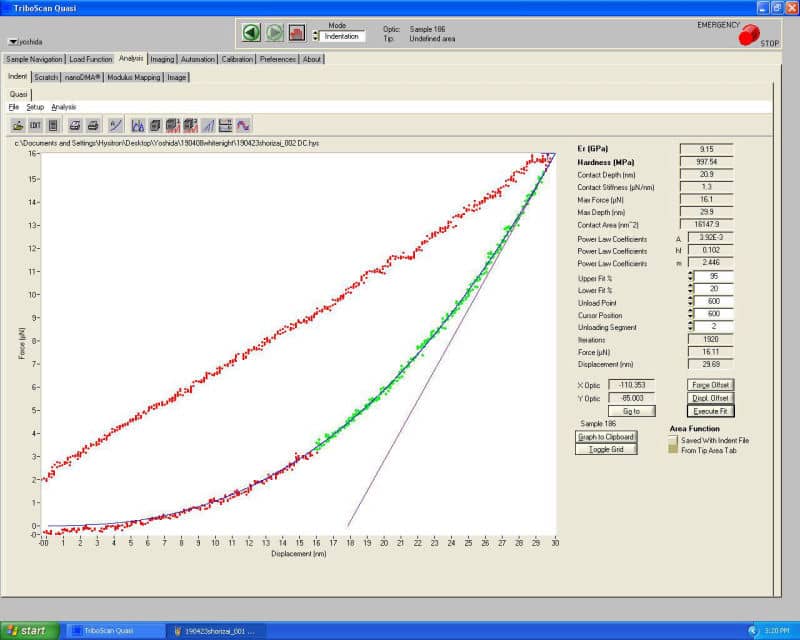 TriboScan Quasi
yoshida
Mode
Indentation
Optic: Sample 186
Tip: Undefined area
EMERGENCY
STOP
Sample Navigation Load Function Analysis Imaging Automation Calibration Preferences About
Indent Scratch nanoDMA® Modulus Mapping Image
Quasi
File Setup Analysis
EDIT
c:\Documents and Settings\Hysitron\Desktop\Yoshida\190408whitenight\190423shorizai_002 DC.hys
Er (GPa) 9.15
Hardness (MPa) 997.54
Contact Depth (nm) 20.9
Contact Stiffness (µN/nm) 1.3
Max Force (µN) 16.1
Max Depth (nm) 29.9
Contact Area (nm^2) 16147.9
Power Law Coefficients A 3.92E-3
Power Law Coefficients hf 0.102
Power Law Coefficients m 2.446
Upper Fit % 95
Lower Fit % 20
Unload Point 600
Cursor Position 600
Unloading Segment 2
Iterations 1920
Force (µN) 16.11
Displacement (nm) 29.69
X Optic -110.353 Force Offset
Y Optic -85.003 Displ. Offset
Go to Execute Fit
Sample 186
Graph to Clipboard
Toggle Grid
Area Function
Saved With Indent File
From Tip Area Tab
Force (µN)
16
15
14
13
12
11
10
9
8
7
6
5
4
3
2
1
0
-0
-00 1 2 3 4 5 6 7 8 9 10 11 12 13 14 15 16 17 18 19 20 21 22 23 24 25 26 27 28 29 30
Displacement (nm)
start TriboScan Quasi 190423shorizai_001 ... 3:20 PM